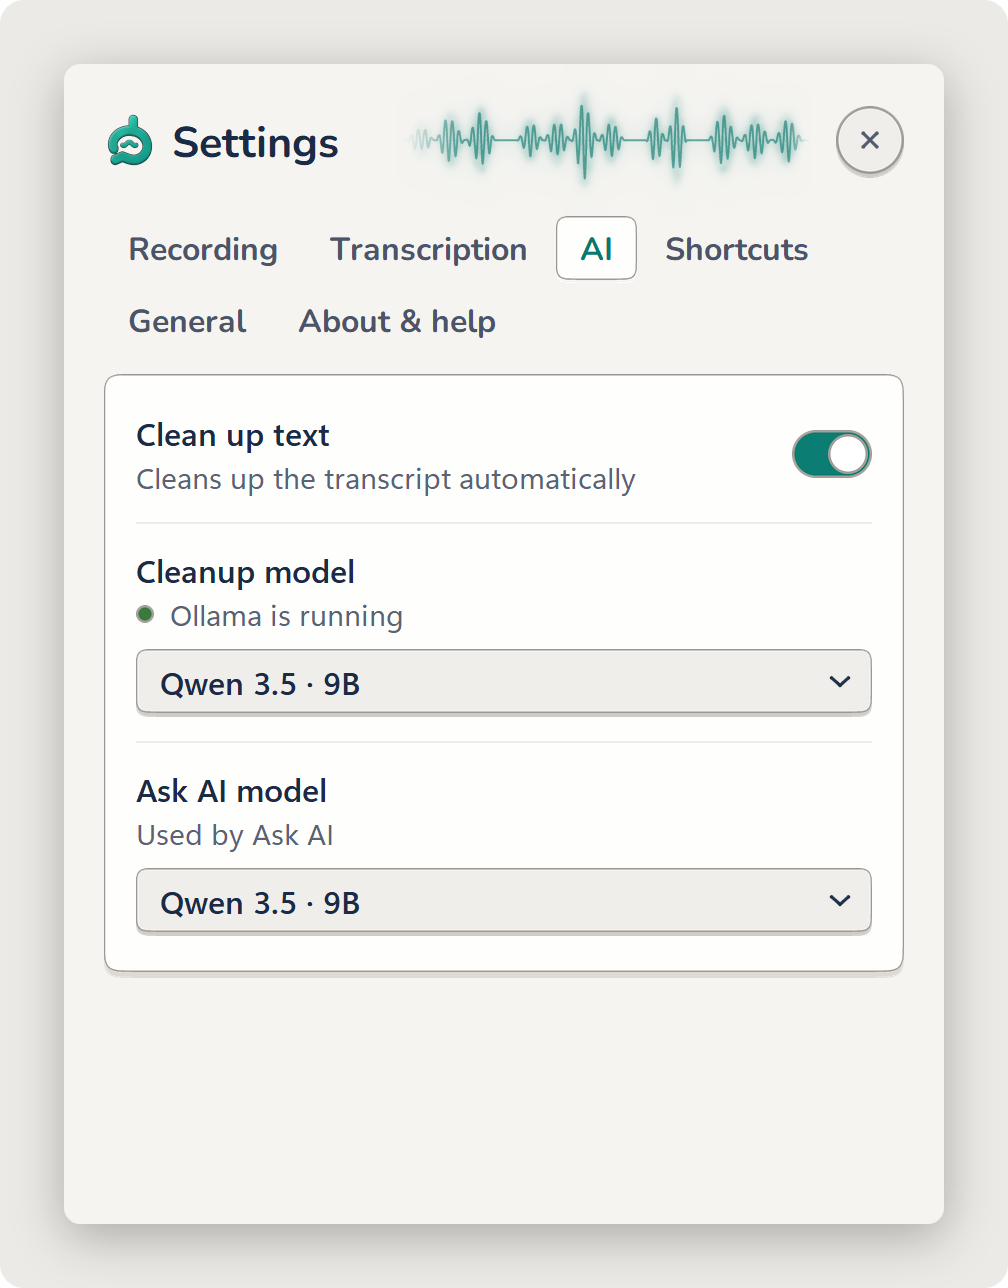 Settings
Recording Transcription AI Shortcuts
General About & help
Clean up text
Cleans up the transcript automatically
Cleanup model
Ollama is running
Qwen 3.5 · 9B
Ask AI model
Used by Ask AI
Qwen 3.5 · 9B